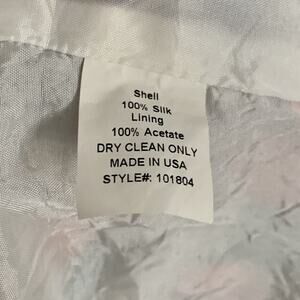 Shell
100% Silk
Lining
100% Acetate
DRY CLEAN ONLY
MADE IN USA
STYLE#: 101804